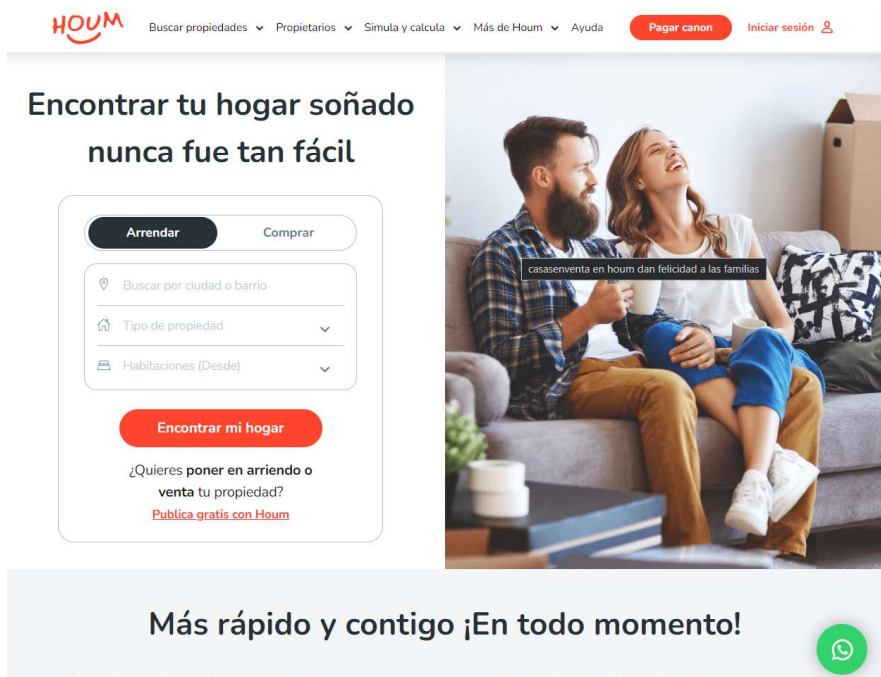 HOUM
Buscar propiedades
Propietarios
Simula y calcula
Más de Houm
Ayuda
Pagar canon
Iniciar sesión
Encontrar tu hogar soñado
nunca fue tan fácil
Arrendar
Comprar
Buscar por ciudad o barrio
Tipo de propiedad
Habitaciones (Desde)
Encontrar mi hogar
¿Quieres poner en arriendo o
venta tu propiedad?
Publica gratis con Houm
casasenventa en houm dan felicidad a las familias
Más rápido y contigo ¡En todo momento!